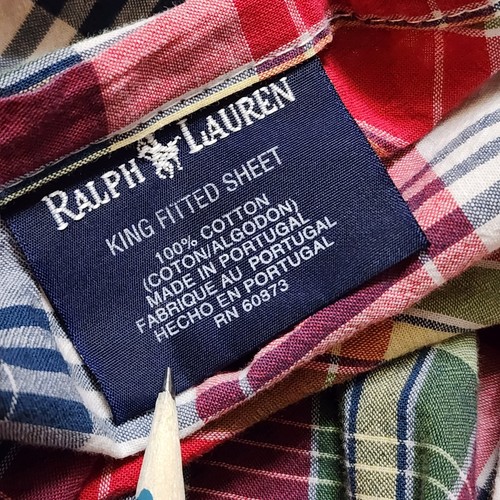 RALPH LAUREN
KING FITTED SHEET
100% COTTON
(COTON/ALGODON)
MADE IN PORTUGAL
FABRIQUE AU PORTUGAL
HECHO EN PORTUGAL
RN 60873